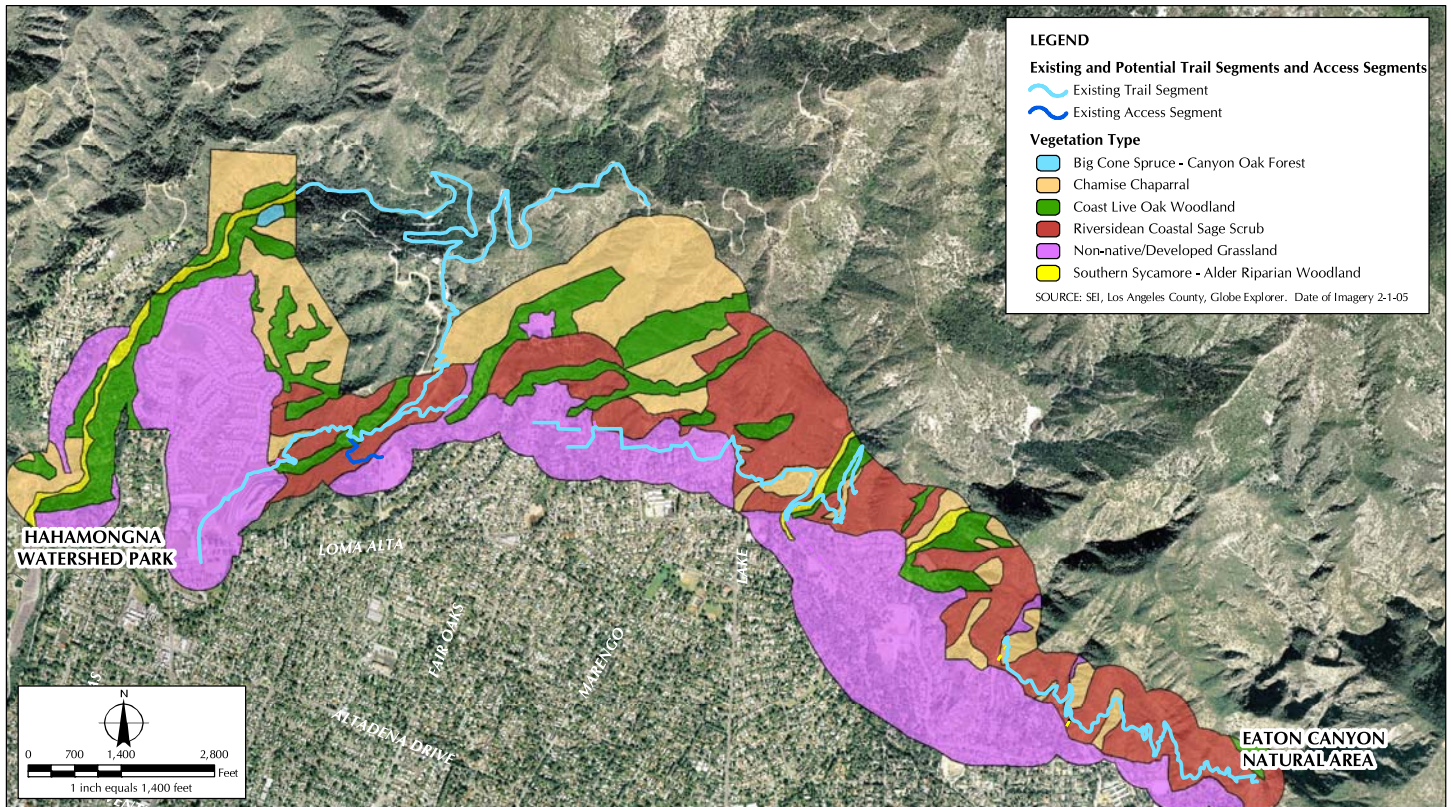 LEGEND
Existing and Potential Trail Segments and Access Segments
Existing Trail Segment
Existing Access Segment
Vegetation Type
Big Cone Spruce - Canyon Oak Forest
Chamise Chaparral
Coast Live Oak Woodland
Riversidean Coastal Sage Scrub
Non-native/Developed Grassland
Southern Sycamore - Alder Riparian Woodland
SOURCE: SEI, Los Angeles County, Globe Explorer. Date of Imagery 2-1-05
HAHAMONGNA
WATERSHED PARK
LOMA ALTA
LAKE
FAIR OAKS
MARENGO
ALTADENA DRIVE
EATON CANYON
NATURAL AREA
N
0 700 1,400 2,800
Feet
1 inch equals 1,400 feet